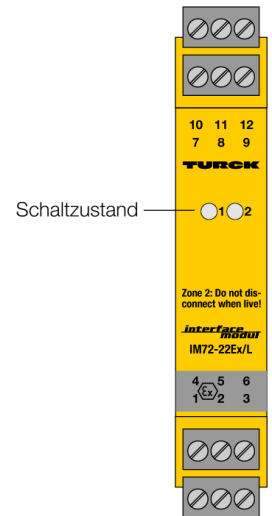 10 11 12
7 8 9
TURCK
Schaltzustand
1 2
Zone 2: Do not dis-
connect when live!
interface
modul
IM72-22Ex/L
4 5 6
Ex
1 2 3